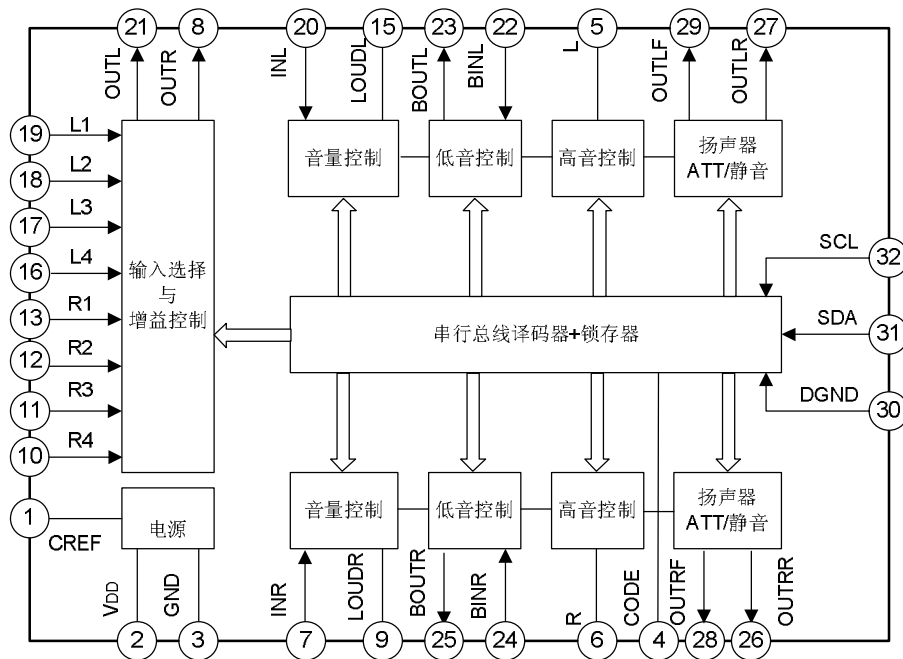 21
8
20
15
23
22
5
29
27
OUTL
OUTR
INL
LOUDL
BOUTL
BINL
L
OUTLF
OUTLR
19
L1
18
L2
17
L3
16
L4
13
R1
12
R2
11
R3
10
R4
输入选择
与
增益控制
音量控制
低音控制
高音控制
扬声器
ATT/静音
SCL
32
串行总线译码器+锁存器
SDA
31
DGND
30
1
CREF
电源
音量控制
低音控制
高音控制
扬声器
ATT/静音
VDD
GND
INR
LOUDR
BOUTR
BINR
R
CODE
OUTRF
OUTRR
2
3
7
9
25
24
6
4
28
26